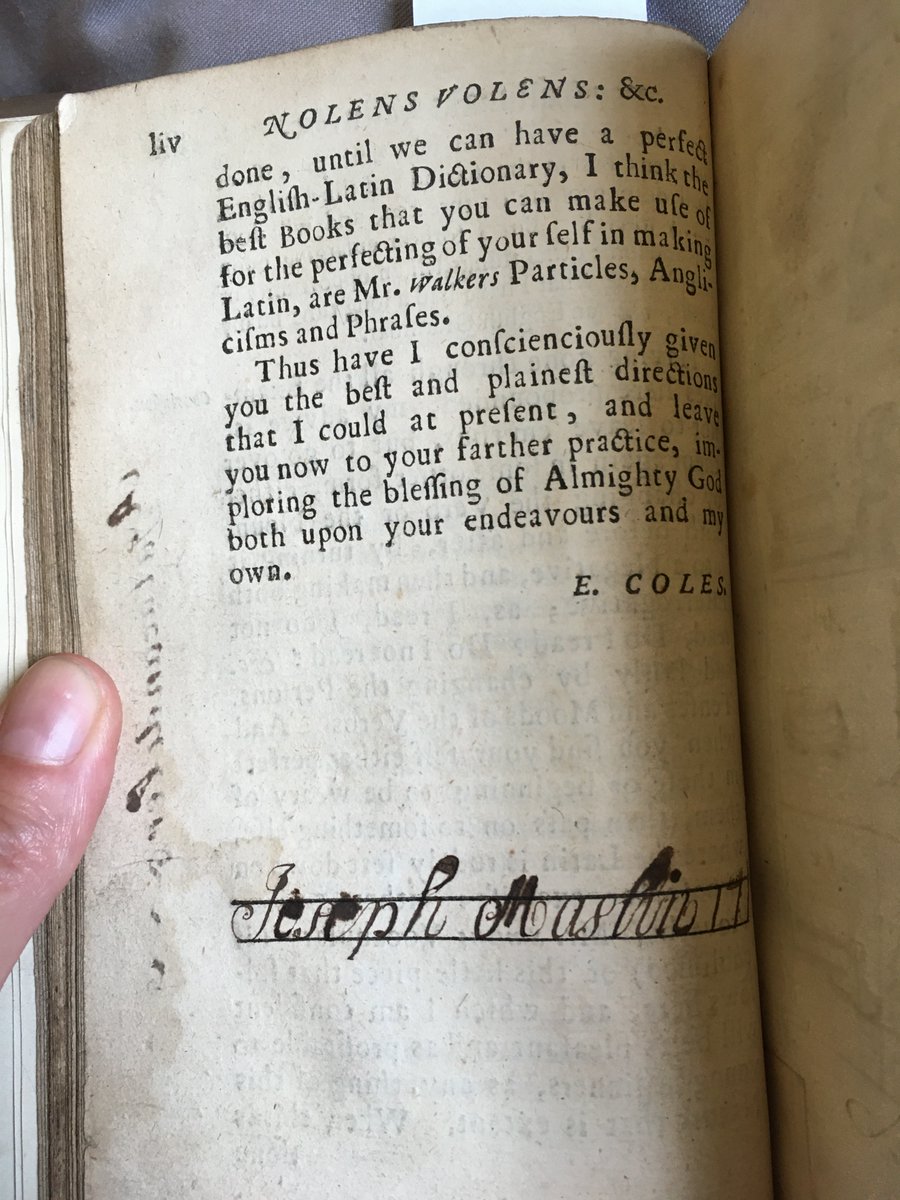 liv NOLENS VOLENS: &c.
done, until we can have a perfect
Engliſh-Latin Dictionary, I think the
beſt Books that you can make uſe of
for the perfecting of your ſelf in making
Latin, are Mr. Walkers Particles, Angli-
ciſms and Phraſes.
Thus have I conſciencioufly given
you the beſt and plaineſt directions
that I could at preſent, and leave
you now to your farther practice, im-
ploring the bleſſing of Almighty God
both upon your endeavours and my
own.
E. COLES.
Joseph Masllin 17